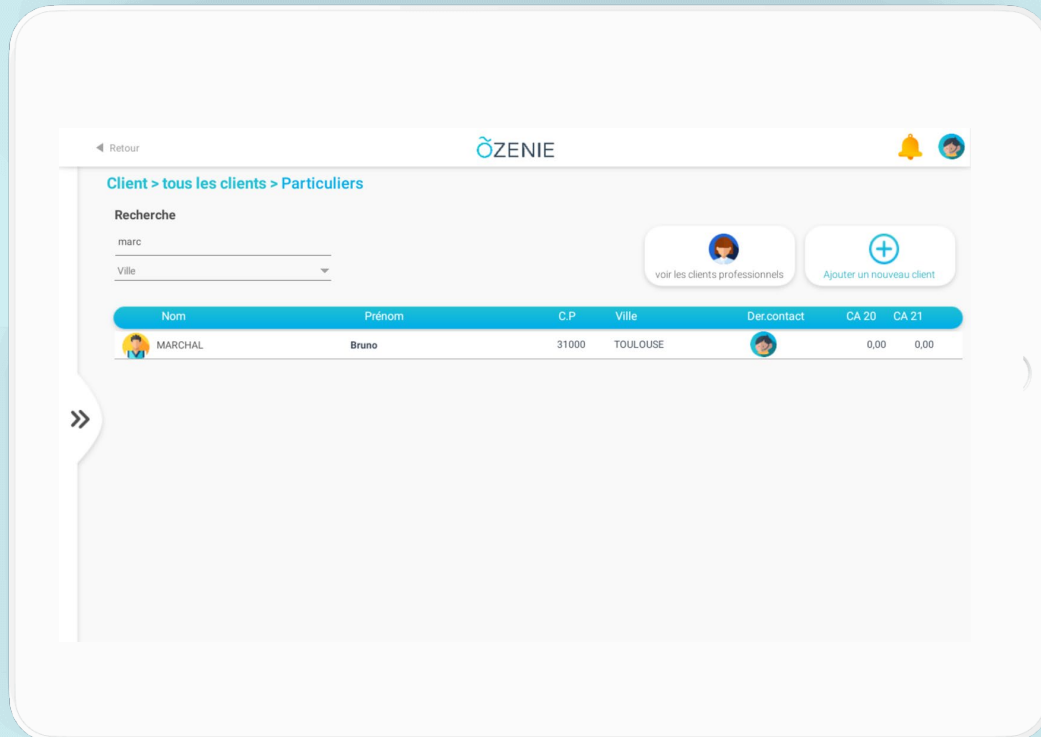 Retour
ÕZENIE
Client > tous les clients > Particuliers
Recherche
marc
Ville
voir les clients professionnels
Ajouter un nouveau client
Nom Prénom C.P Ville Der.contact CA 20 CA 21
MARCHAL Bruno 31000 TOULOUSE 0,00 0,00